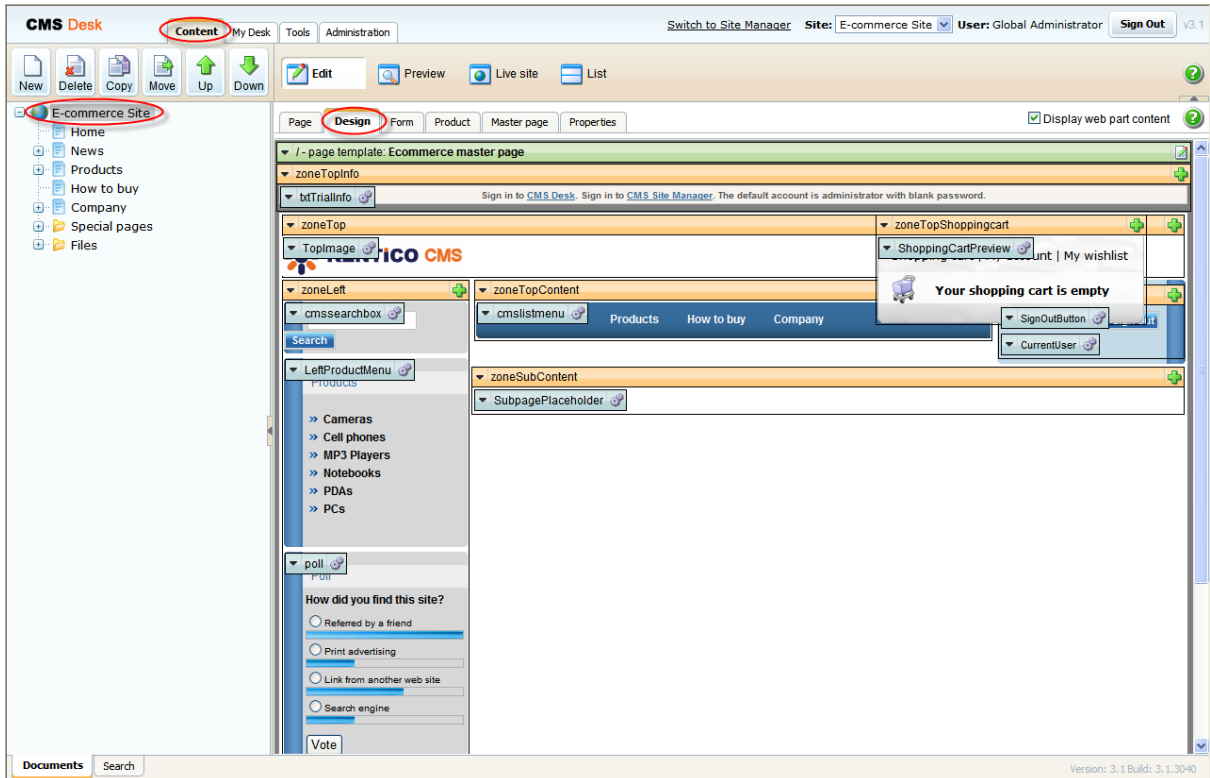 CMS Desk
Content My Desk Tools Administration
Switch to Site Manager Site: E-commerce Site User: Global Administrator Sign Out v3.1
New Delete Copy Move Up Down
Edit Preview Live site List
E-commerce Site
Home
News
Products
How to buy
Company
Special pages
Files
Page Design Form Product Master page Properties
Display web part content
/ - page template: Ecommerce master page
zoneTopInfo
txtTrialInfo
Sign in to CMS Desk. Sign in to CMS Site Manager. The default account is administrator with blank password.
zoneTop
zoneTopShoppingcart
TopImage
CMS
ShoppingCartPreview
| My wishlist
Your shopping cart is empty
zoneLeft
zoneTopContent
cmssearchbox
cmslistmenu
Products How to buy Company
SignOutButton
CurrentUser
Search
LeftProductMenu
Products
zoneSubContent
SubpagePlaceholder
» Cameras
» Cell phones
» MP3 Players
» Notebooks
» PDAs
» PCs
poll
Poll
How did you find this site?
Referred by a friend
Print advertising
Link from another web site
Search engine
Vote
Documents Search
Version: 3.1 Build: 3.1.3040